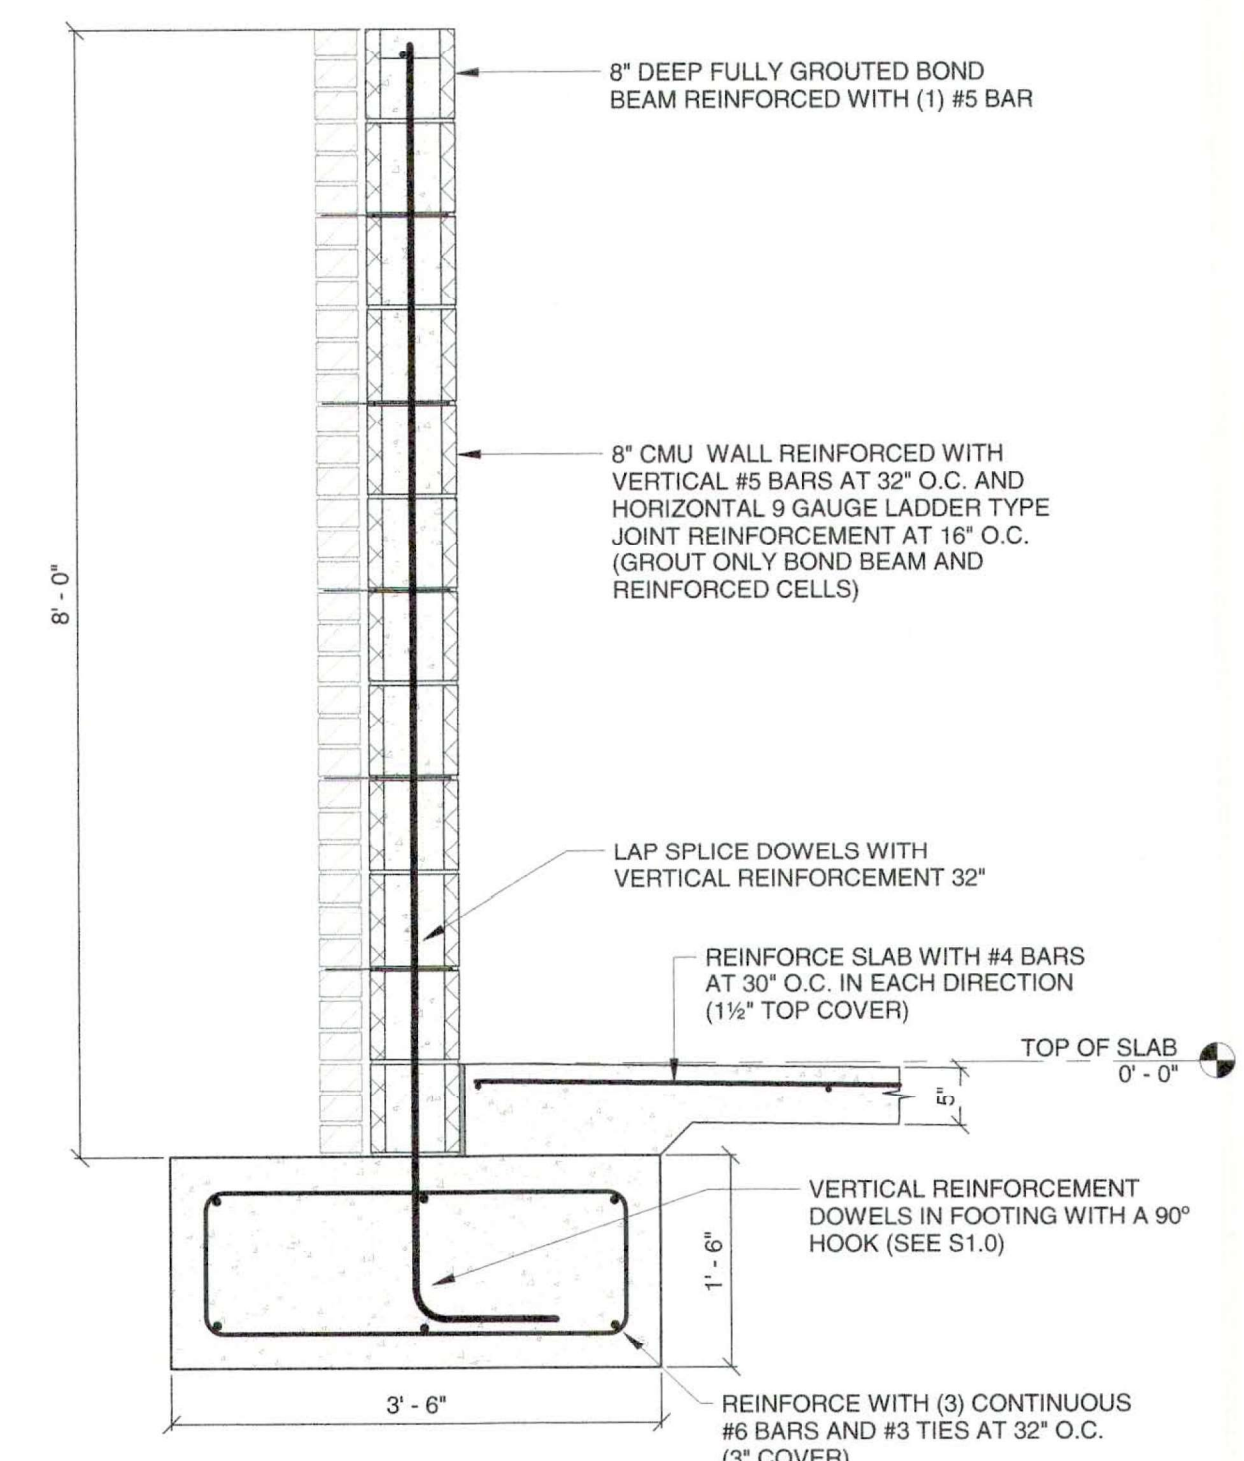 8" DEEP FULLY GROUTED BOND
BEAM REINFORCED WITH (1) #5 BAR
8" CMU WALL REINFORCED WITH
VERTICAL #5 BARS AT 32" O.C. AND
HORIZONTAL 9 GAUGE LADDER TYPE
JOINT REINFORCEMENT AT 16" O.C.
(GROUT ONLY BOND BEAM AND
REINFORCED CELLS)
8' - 0"
LAP SPLICE DOWELS WITH
VERTICAL REINFORCEMENT 32"
REINFORCE SLAB WITH #4 BARS
AT 30" O.C. IN EACH DIRECTION
(1½" TOP COVER)
TOP OF SLAB
0' - 0"
5"
VERTICAL REINFORCEMENT
DOWELS IN FOOTING WITH A 90º
HOOK (SEE S1.0)
1' - 6"
3' - 6"
REINFORCE WITH (3) CONTINUOUS
#6 BARS AND #3 TIES AT 32" O.C.
(3" COVER)